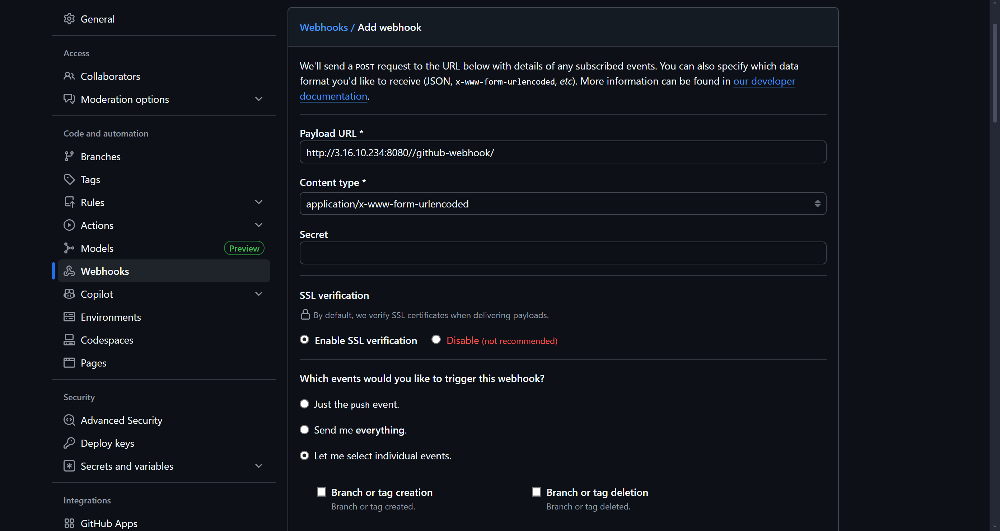 General
Access
Collaborators
Moderation options
Code and automation
Branches
Tags
Rules
Actions
Models
Preview
Webhooks
Copilot
Environments
Codespaces
Pages
Security
Advanced Security
Deploy keys
Secrets and variables
Integrations
GitHub Apps
Webhooks / Add webhook
We'll send a POST request to the URL below with details of any subscribed events. You can also specify which data
format you'd like to receive (JSON, x-www-form-urlencoded, etc). More information can be found in our developer
documentation.
Payload URL *
http://3.16.10.234:8080//github-webhook/
Content type *
application/x-www-form-urlencoded
Secret
SSL verification
By default, we verify SSL certificates when delivering payloads.
Enable SSL verification
Disable (not recommended)
Which events would you like to trigger this webhook?
Just the push event.
Send me everything.
Let me select individual events.
Branch or tag creation
Branch or tag created.
Branch or tag deletion
Branch or tag deleted.